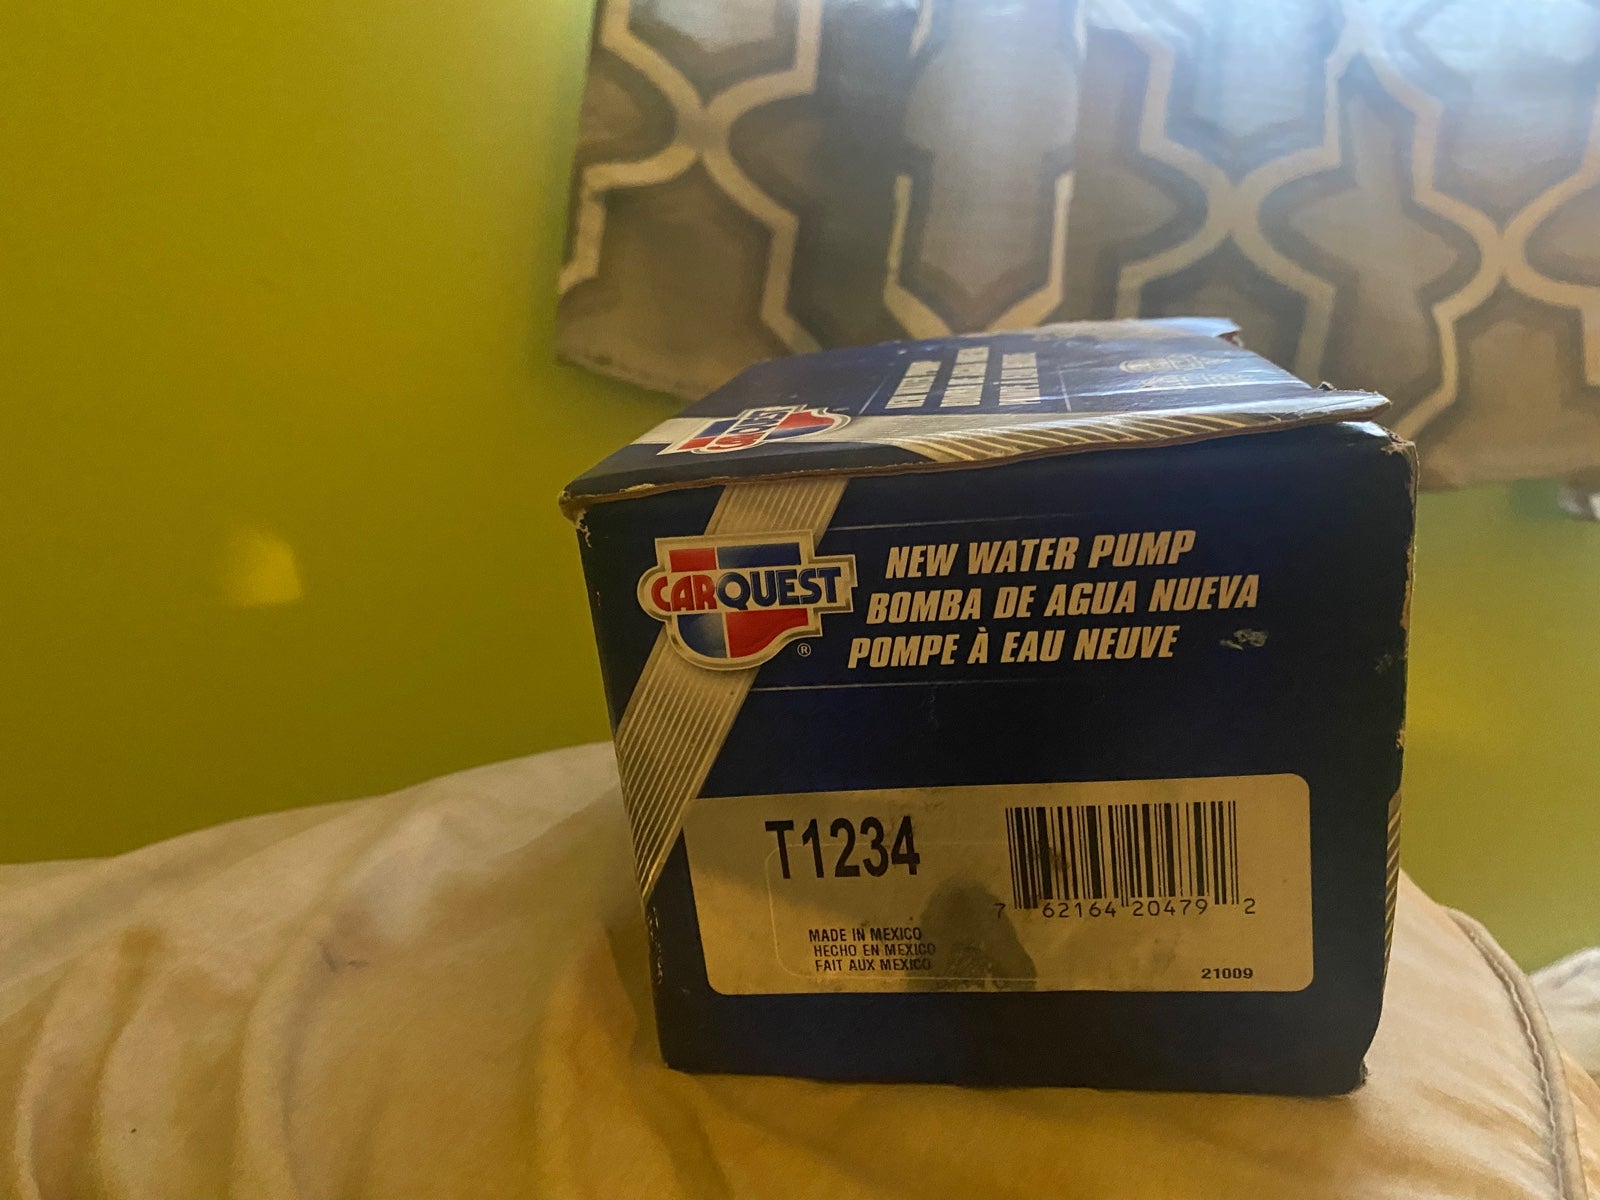 CARQUEST
CARQUEST
®
NEW WATER PUMP
BOMBA DE AGUA NUEVA
POMPE À EAU NEUVE
T1234
7 62164 20479 2
MADE IN MEXICO
HECHO EN MEXICO
FAIT AUX MEXICO
21009